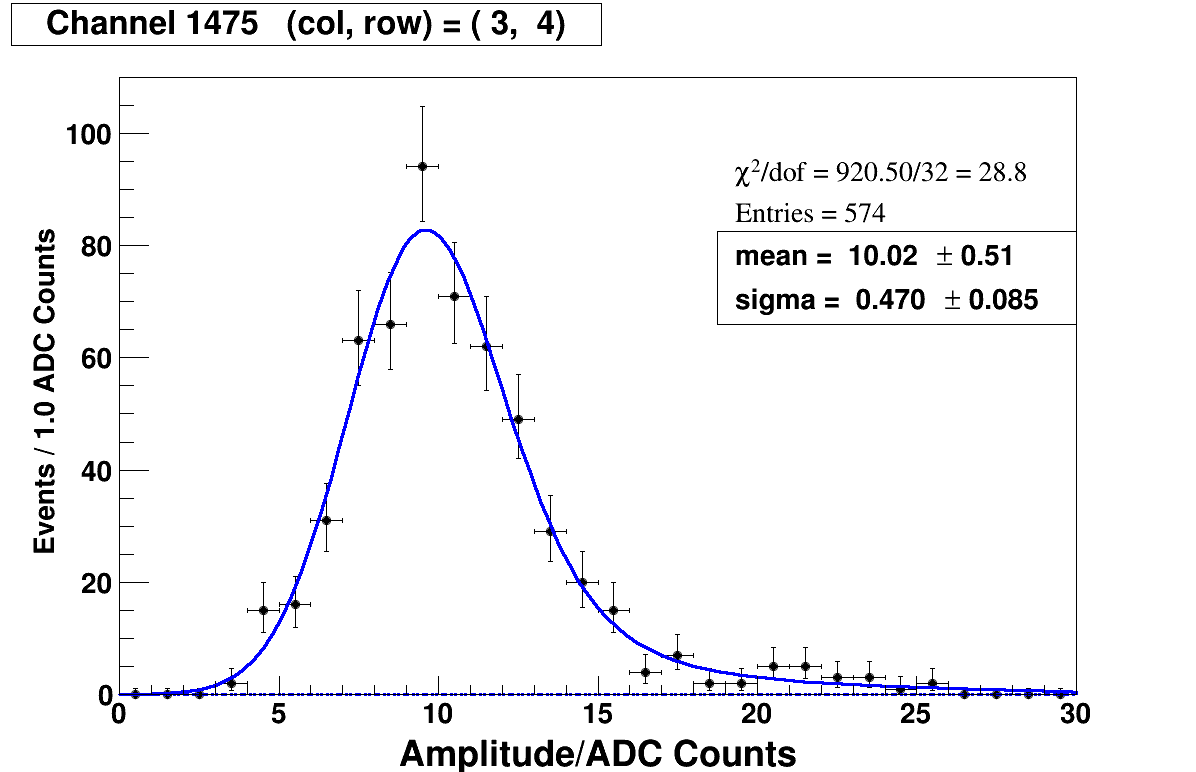 Channel 1475 (col, row) = ( 3, 4)
χ²/dof = 920.50/32 = 28.8
Entries = 574
mean = 10.02 ± 0.51
sigma = 0.470 ± 0.085
Events / 1.0 ADC Counts
100
80
60
40
20
0
0 5 10 15 20 25 30
Amplitude/ADC Counts